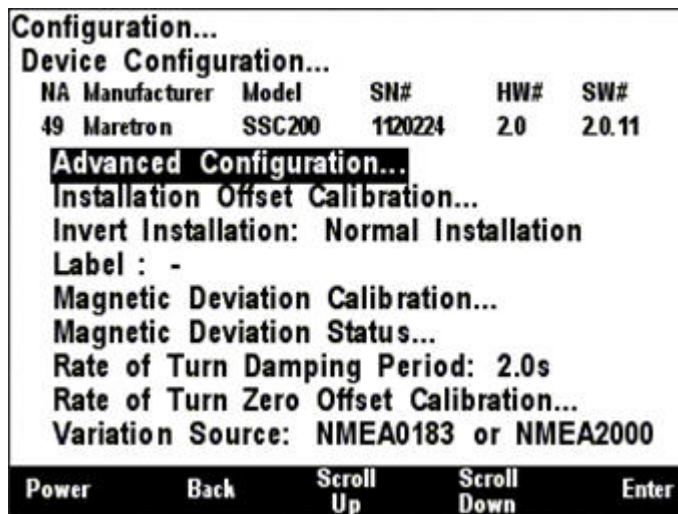 Configuration...
Device Configuration...
NA Manufacturer Model SN# HW# SW#
49 Maretron SSC200 1120224 2.0 2.0.11
Advanced Configuration...
Installation Offset Calibration...
Invert Installation: Normal Installation
Label : -
Magnetic Deviation Calibration...
Magnetic Deviation Status...
Rate of Turn Damping Period: 2.0s
Rate of Turn Zero Offset Calibration...
Variation Source: NMEA0183 or NMEA2000
Power Back Scroll Up Scroll Down Enter